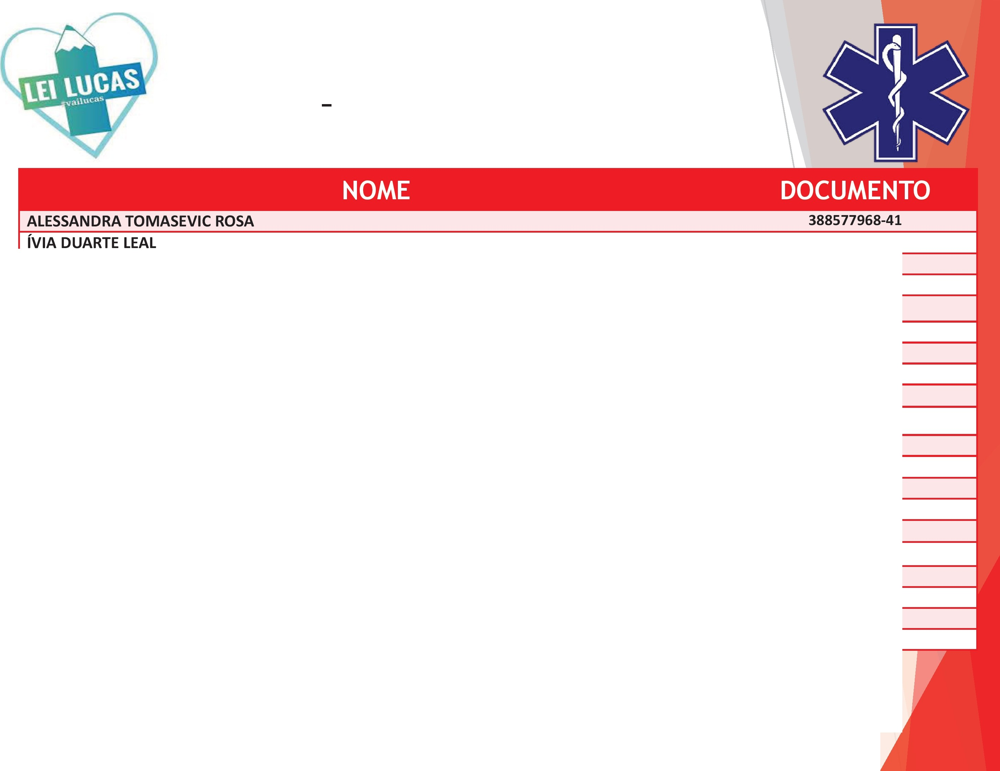 LEI LUCAS
#vailucas
-
NOME DOCUMENTO
ALESSANDRA TOMASEVIC ROSA 388577968-41
ÍVIA DUARTE LEAL